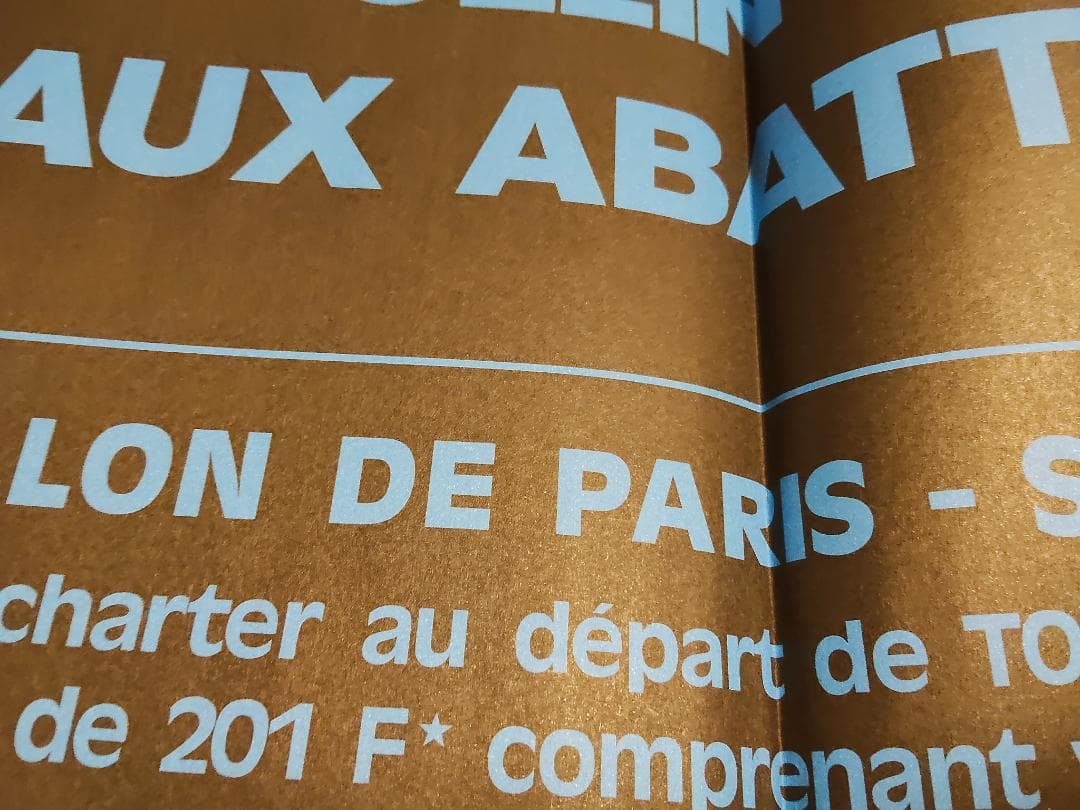 AUX ABATT
LON DE PARIS - S
charter au départ de TO
de 201 F* comprenant